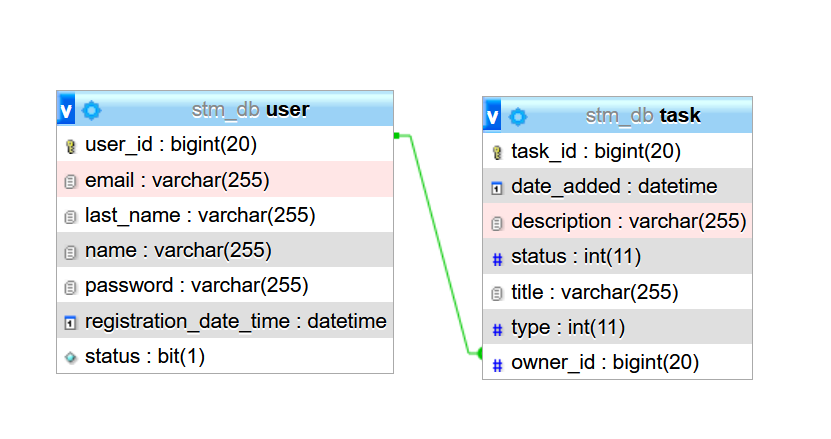 v stm_db user
user_id : bigint(20)
email : varchar(255)
last_name : varchar(255)
name : varchar(255)
password : varchar(255)
1 registration_date_time : datetime
status : bit(1)
v stm_db task
task_id : bigint(20)
1 date_added : datetime
description : varchar(255)
# status : int(11)
title : varchar(255)
# type : int(11)
# owner_id : bigint(20)